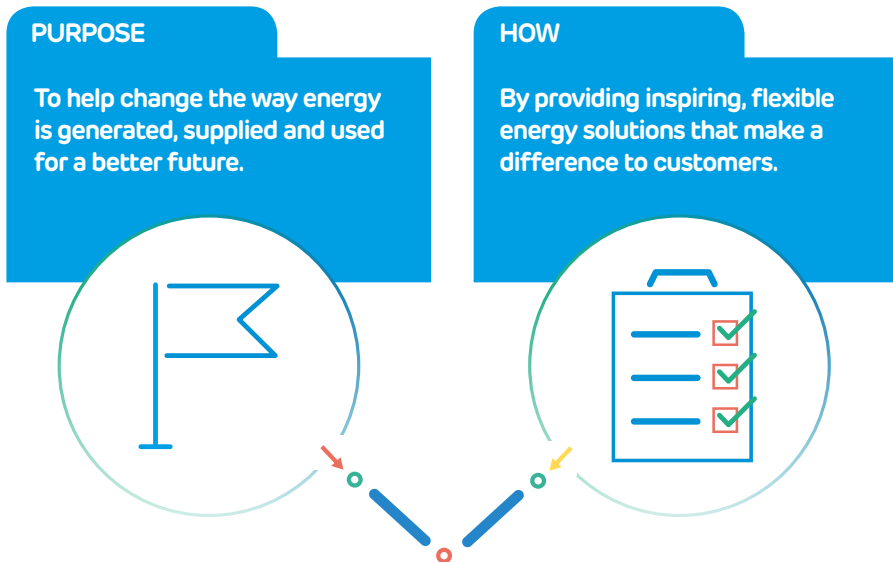 PURPOSE
To help change the way energy
is generated, supplied and used
for a better future.
HOW
By providing inspiring, flexible
energy solutions that make a
difference to customers.